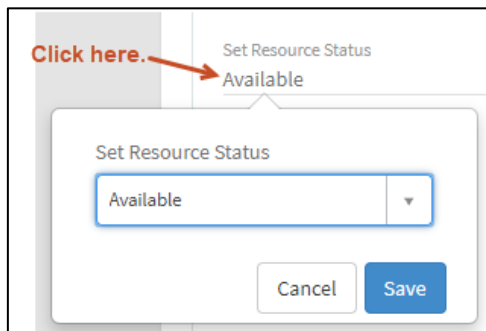 Set Resource Status
Click here.
Available
Set Resource Status
Available
Cancel Save